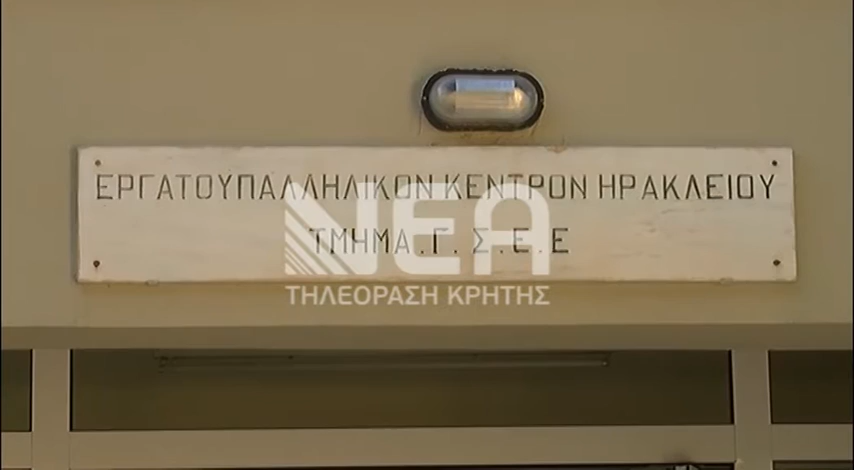 ΕΡΓΑΤΟΥΠΑΛΛΗΛΙΚΟΝ ΚΕΝΤΡΟΝ ΗΡΑΚΛΕΙΟΥ
ΤΜΗΜΑ.Γ.Σ.Ε.Ε
ΝΕΑ
ΤΗΛΕΟΡΑΣΗ ΚΡΗΤΗΣ